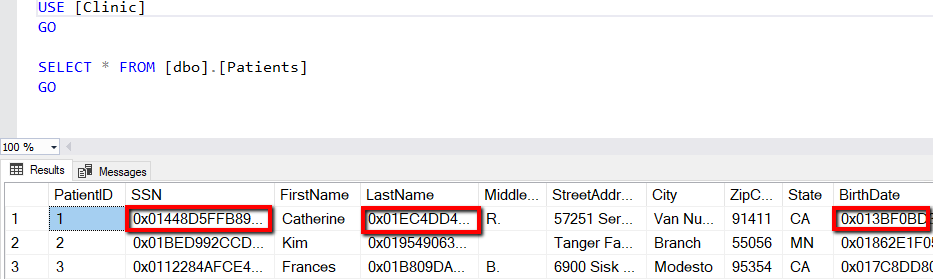 USE [Clinic]
GO
SELECT * FROM [dbo].[Patients]
GO
100 %
Results Messages
PatientID SSN FirstName LastName Middle... StreetAddr... City ZipC... State BirthDate
1 1 0x01448D5FFB89... Catherine 0x01EC4DD4... R. 57251 Ser... Van Nu... 91411 CA 0x013BF0BD
2 2 0x01BED992CCD... Kim 0x019549063... Tanger Fa... Branch 55056 MN 0x01862E1F05
3 3 0x0112284AFCE4... Frances 0x01B809DA... B. 6900 Sisk ... Modesto 95354 CA 0x017C8DD80